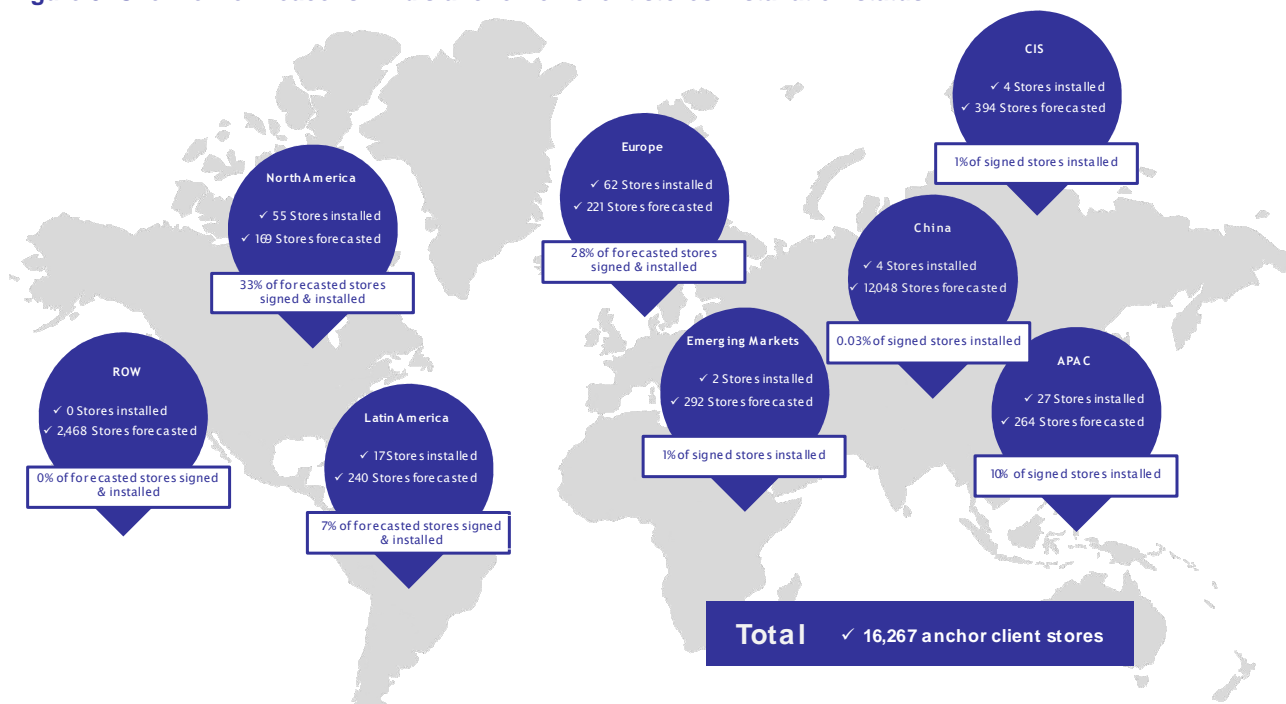 CIS
✓ 4 Stores installed
✓ 394 Stores forecasted
1% of signed stores installed
Europe
✓ 62 Stores installed
✓ 221 Stores forecasted
28% of forecasted stores
signed & installed
North America
✓ 55 Stores installed
✓ 169 Stores forecasted
33% of forecasted stores
signed & installed
China
✓ 4 Stores installed
✓ 12,048 Stores forecasted
0.03% of signed stores installed
Emerging Markets
✓ 2 Stores installed
✓ 292 Stores forecasted
1% of signed stores installed
APAC
✓ 27 Stores installed
✓ 264 Stores forecasted
10% of signed stores installed
ROW
✓ 0 Stores installed
✓ 2,468 Stores forecasted
0% of forecasted stores signed
& installed
Latin America
✓ 17 Stores installed
✓ 240 Stores forecasted
7% of forecasted stores signed
& installed
Total ✓ 16,267 anchor client stores